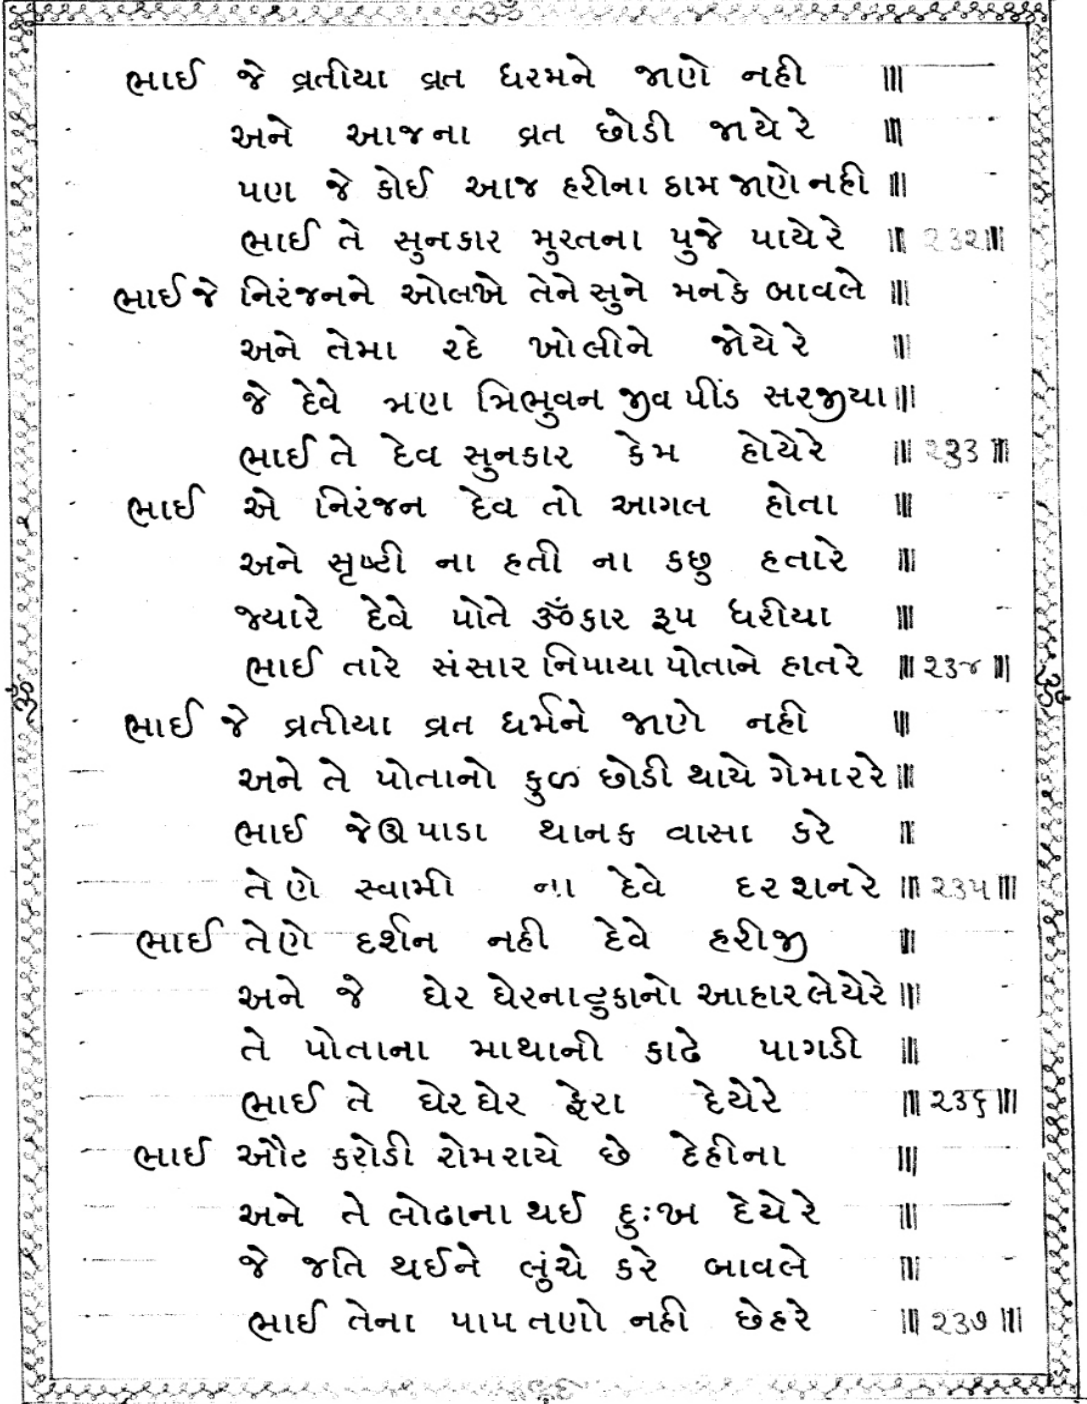 ભાઈ જે વ્રતીયા વ્રત ધરમને જાણે નહી ॥
અને આજના વ્રત છોડી જાયેરે ॥
પણ જે કોઈ આજ હરીના ઠામ જાણે નહી ॥
ભાઈ તે સુનકાર મુરતના પુજે પાયેરે ॥ ૨૩૨ ॥
ભાઈ જે નિરંજનને ઓલખે તેને સુને મનકે બાવલે ॥
અને તેમા રદે ખોલીને જોયેરે ॥
જે દેવે ત્રણ ત્રિભુવન જીવ પીંડ સરજીયા ॥
ભાઈ તે દેવ સુનકાર કેમ હોયેરે ॥ ૨૩૩ ॥
ભાઈ એ નિરંજન દેવ તો આગલ હોતા ॥
અને સૃષ્ટી ના હતી ના કછુ હતારે ॥
જ્યારે દેવે પોતે ૐકાર રૂપ ધરીયા ॥
ભાઈ તારે સંસાર નિપાયા પોતાને હાતરે ॥ ૨૩૪ ॥
ભાઈ જે વ્રતીયા વ્રત ધર્મને જાણે નહી ॥
અને તે પોતાનો કુળ છોડી થાયે ગેમારરે ॥
ભાઈ જેઊપાડા થાનક વાસા કરે ॥
તેણે સ્વામી ના દેવે દરશનરે ॥ ૨૩૫ ॥
ભાઈ તેણે દર્શન નહી દેવે હરીજી ॥
અને જે ઘેર ઘેરના ટુકાનો આહાર લેયેરે ॥
તે પોતાના માથાની કાઢે પાગડી ॥
ભાઈ તે ઘેર ઘેર ફેરા દેયેરે ॥ ૨૩૬ ॥
ભાઈ ઔટ કરોડી રોમરાયે છે દેહીના ॥
અને તે લોઢાના થઈ દુઃખ દેયેરે ॥
જે જતિ થઈને લુંચે કરે બાવલે ॥
ભાઈ તેના પાપ તણો નહી છેહરે ॥ ૨૩૭ ॥